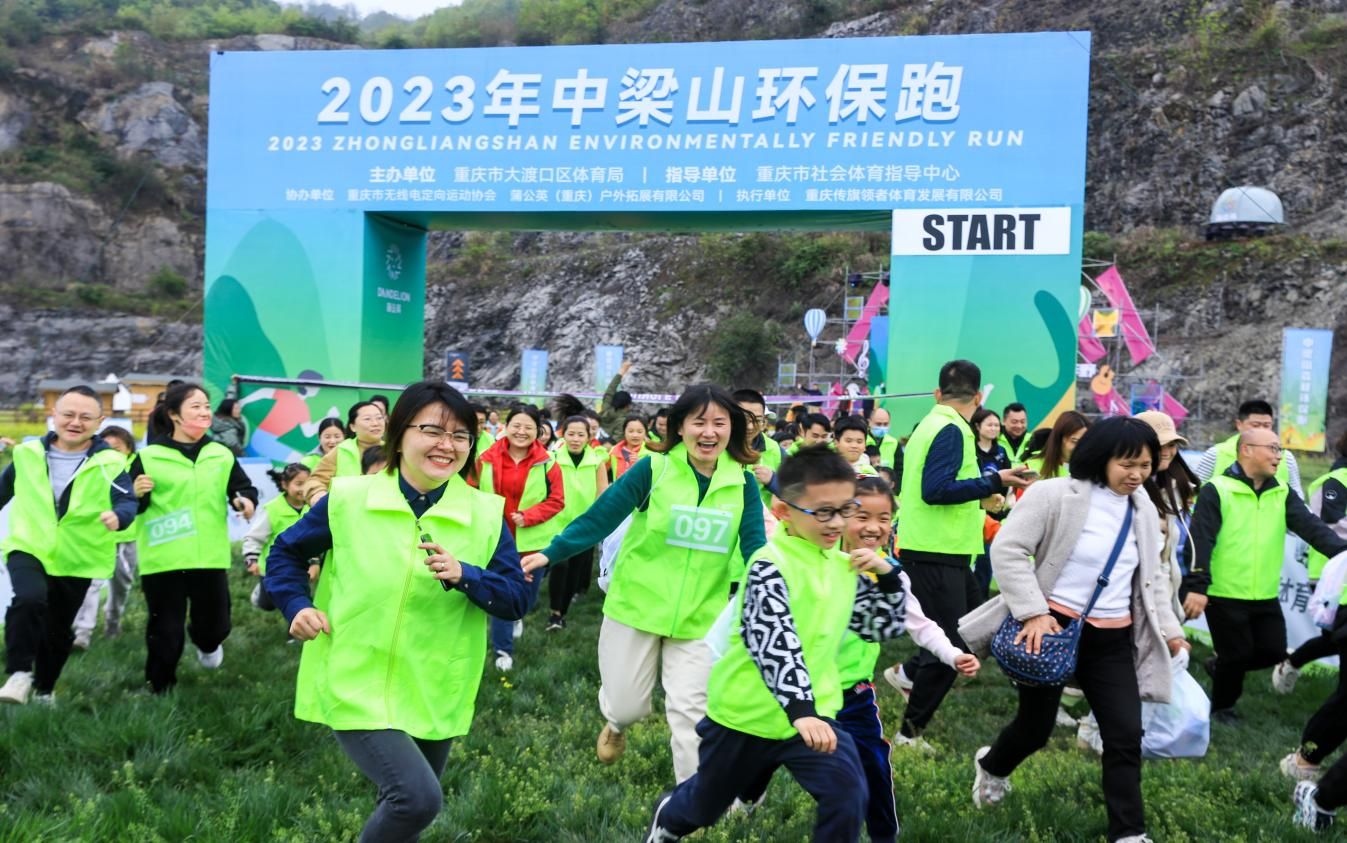 2023年中梁山环保跑
2023 ZHONGLIANGSHAN ENVIRONMENTALLY FRIENDLY RUN
主办单位 重庆市大渡口区体育局 | 指导单位 重庆市社会体育指导中心
协办单位 重庆市无线电定向运动协会 蒲公英（重庆）户外拓展有限公司 | 执行单位 重庆传旗领者体育发展有限公司
START
DANDELION
蒲公英
094
097